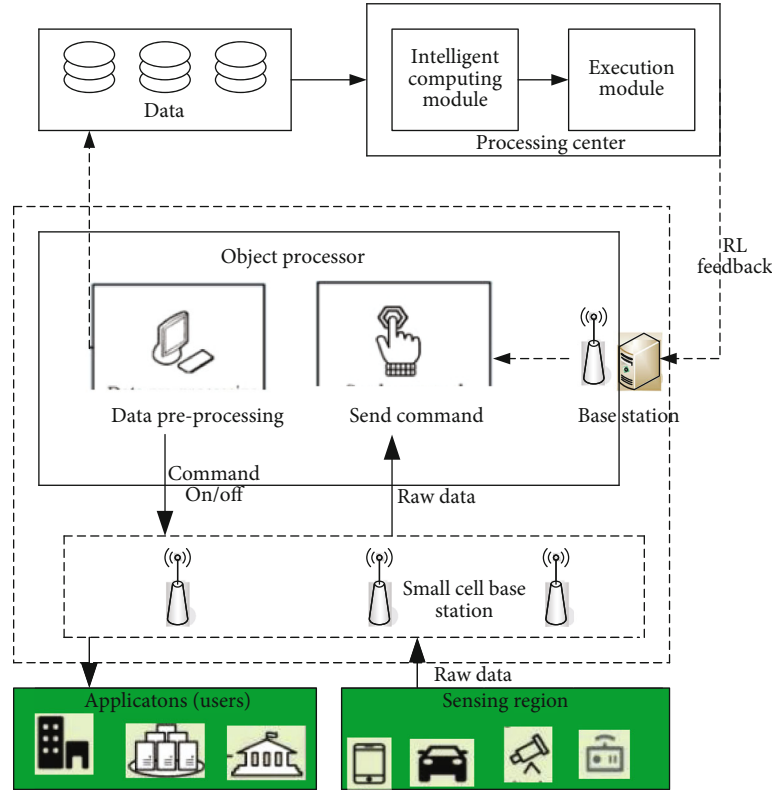 Data
Intelligent
computing
module
Execution
module
Processing center
RL
feedback
Object processor
Data pre-processing
Send command
Base station
Command
On/off
Raw data
Small cell base
station
Raw data
Applicatons (users)
Sensing region